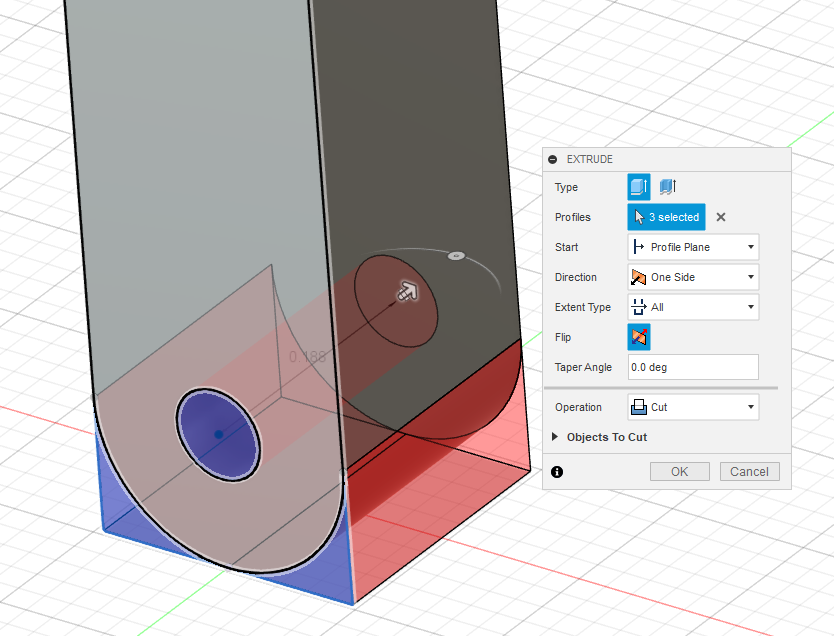 EXTRUDE
Type
Profiles 3 selected
Start Profile Plane
Direction One Side
Extent Type All
Flip
Taper Angle 0.0 deg
Operation Cut
Objects To Cut
OK Cancel
0.188